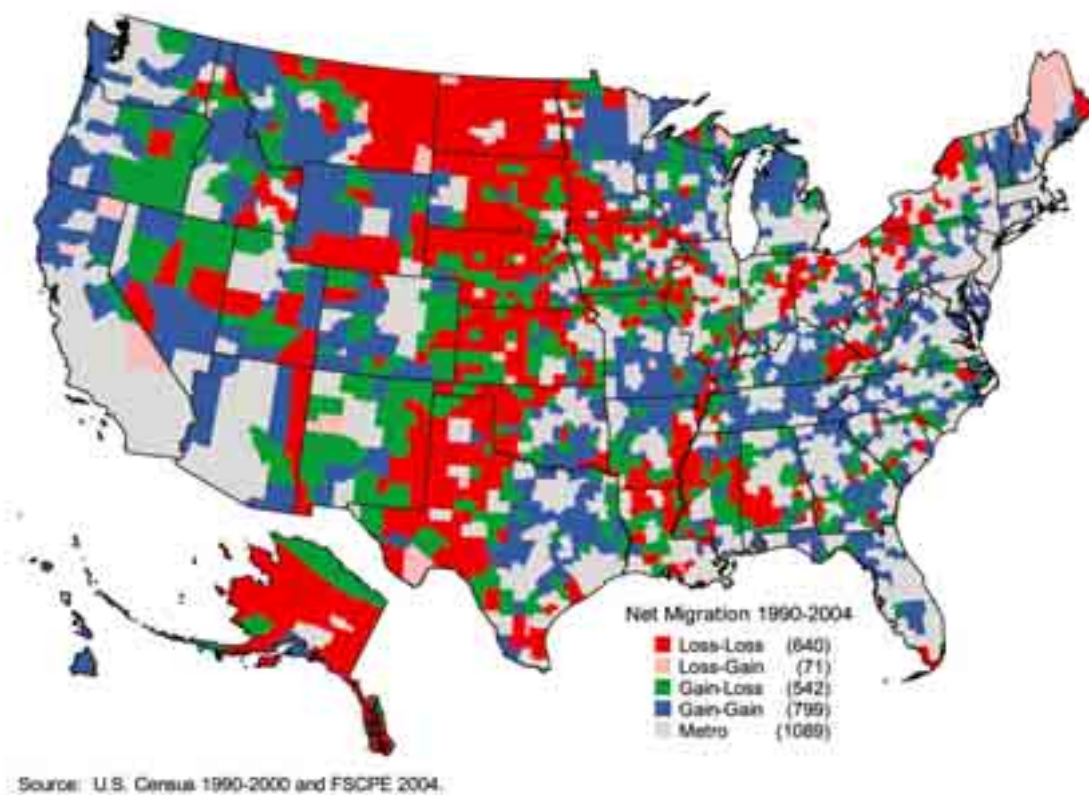 Net Migration 1990-2004
Loss-Loss (640)
Loss-Gain (71)
Gain-Loss (542)
Gain-Gain (799)
Metro (1089)
Source: U.S. Census 1990-2000 and FSCPE 2004.